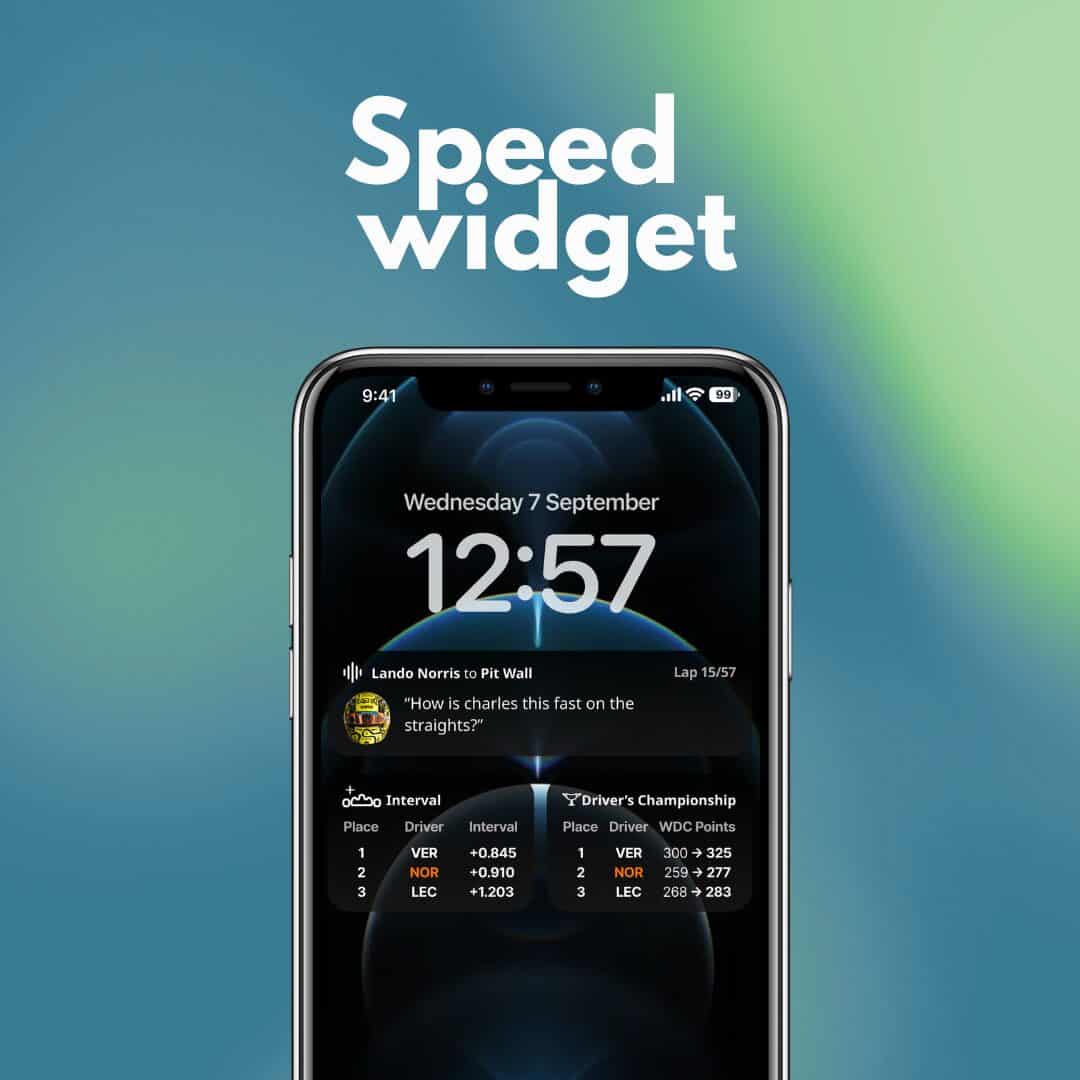 Speed
widget
9:41
99
Wednesday 7 September
12:57
Lando Norris to Pit Wall Lap 15/57
“How is charles this fast on the
straights?”
Interval
Place Driver Interval
1 VER +0.845
2 NOR +0.910
3 LEC +1.203
Driver's Championship
Place Driver WDC Points
1 VER 300 → 325
2 NOR 259 → 277
3 LEC 268 → 283